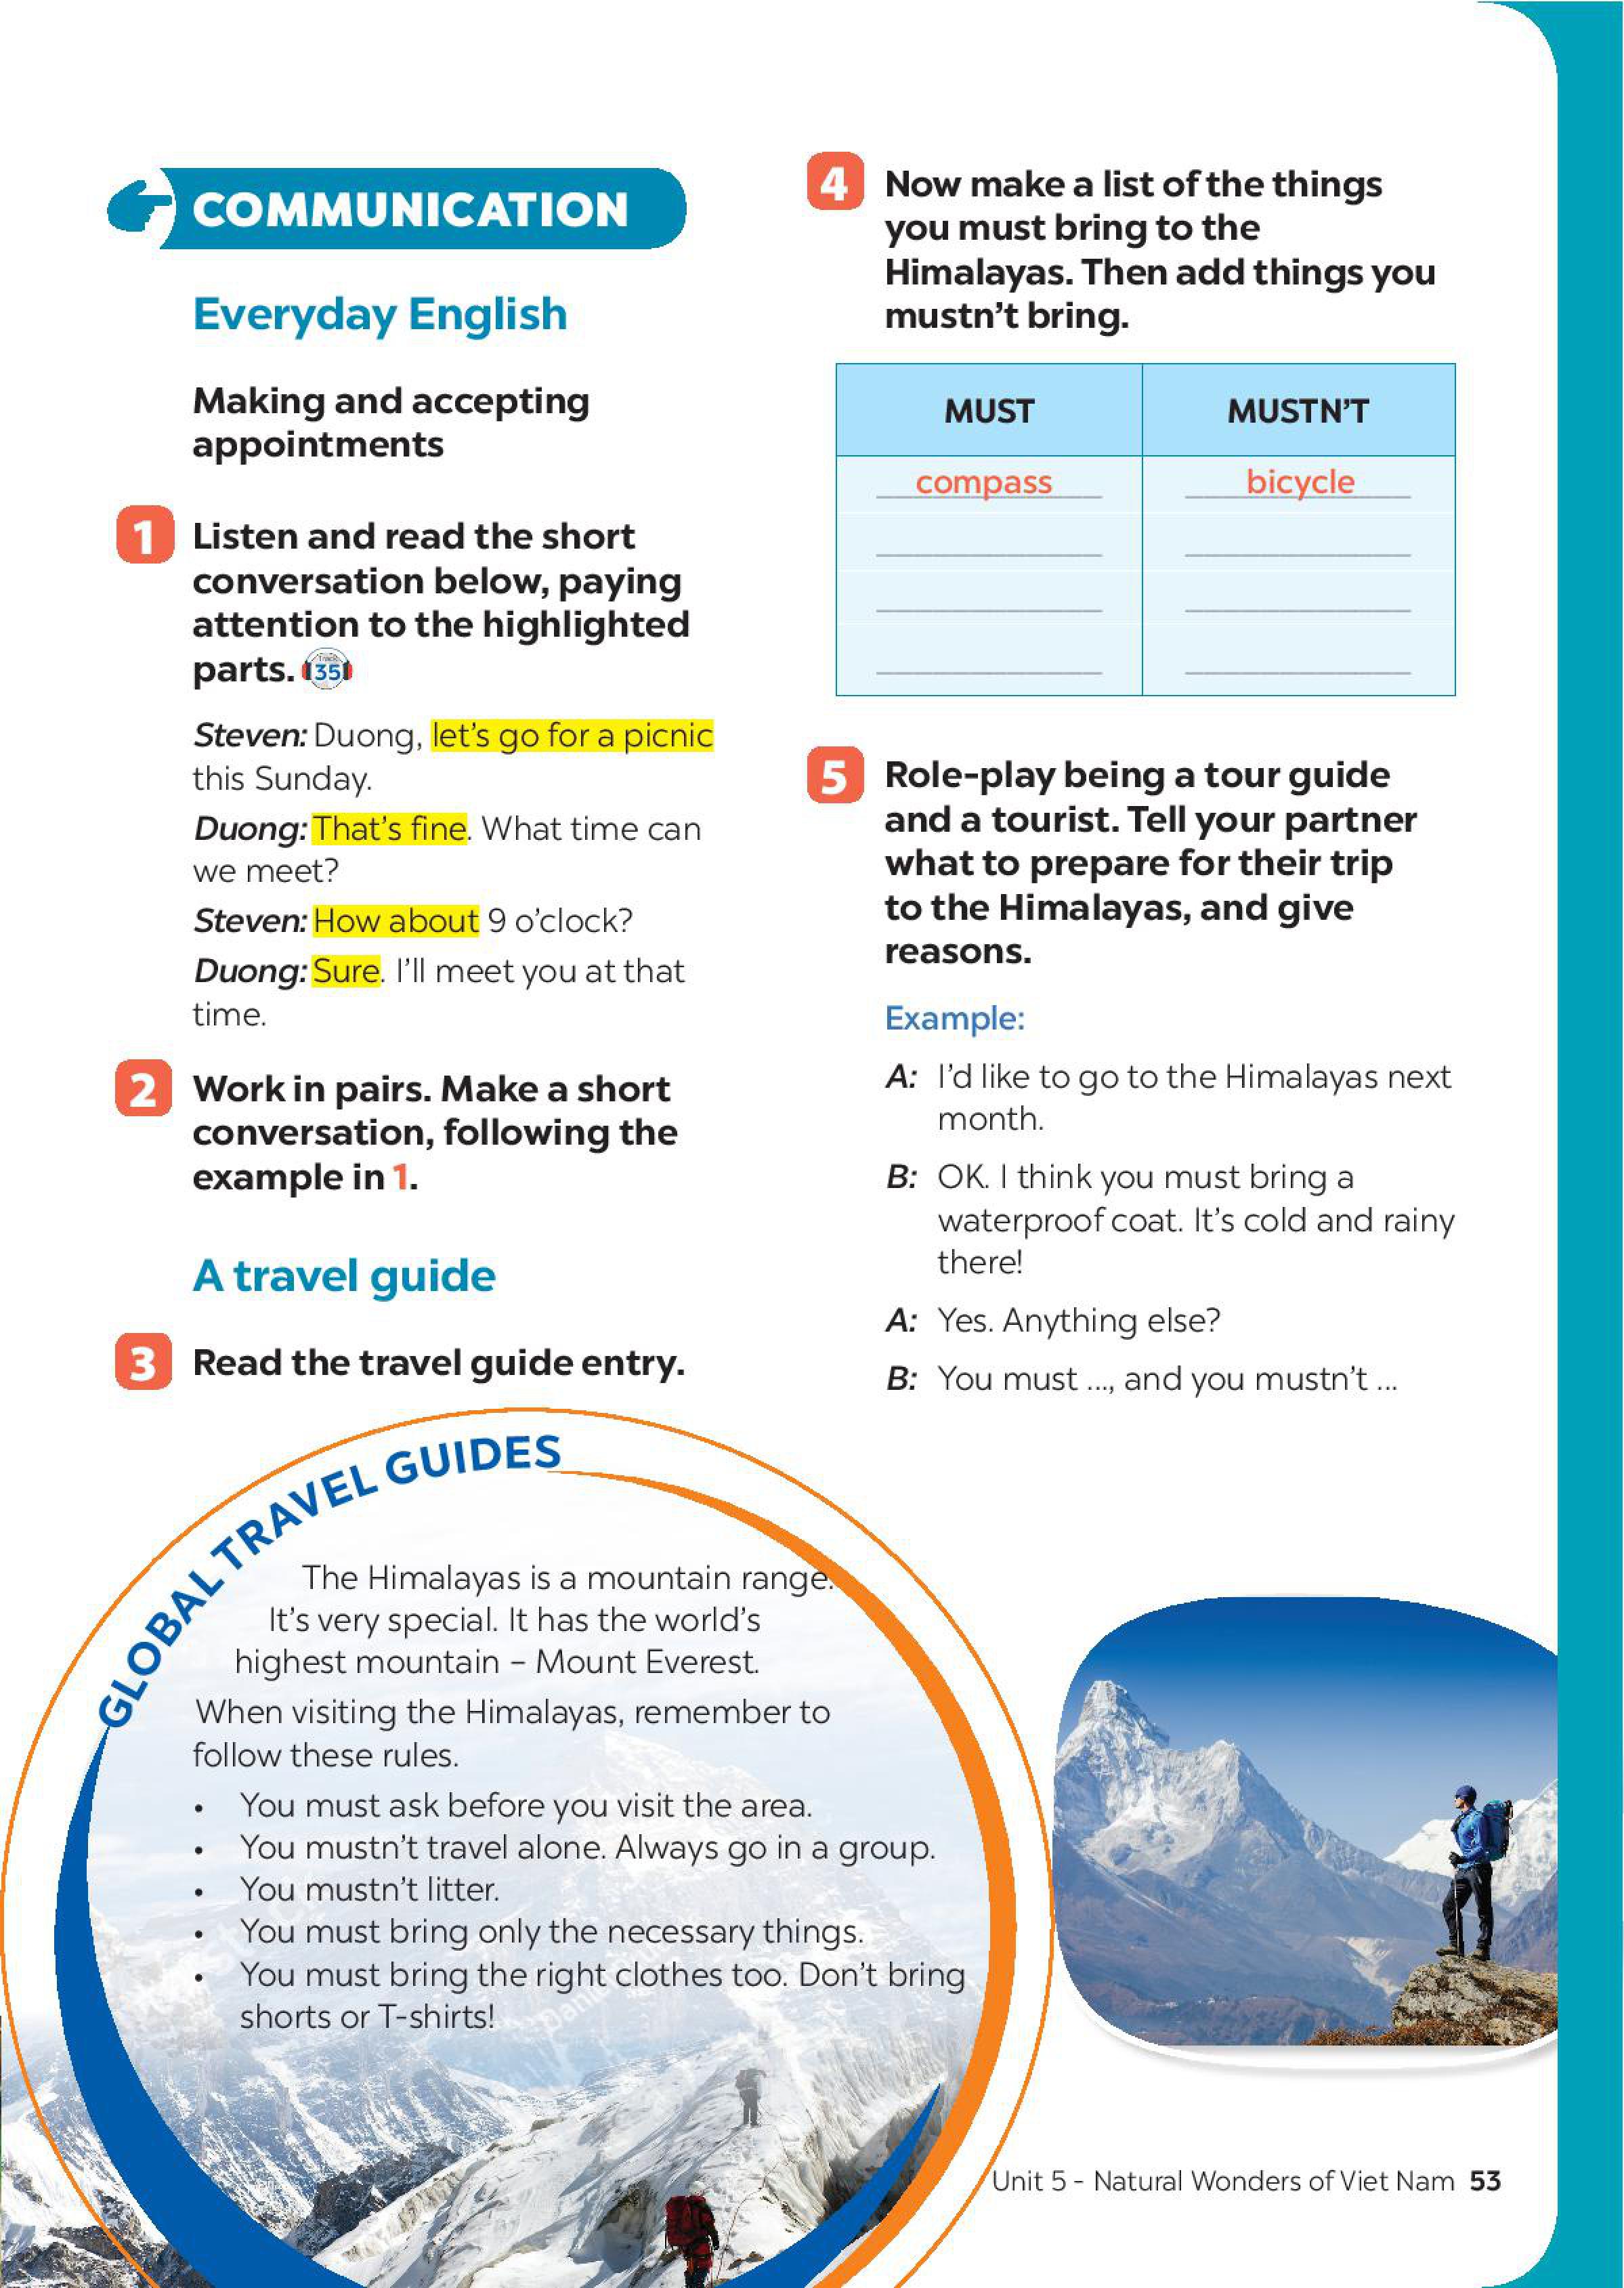 COMMUNICATION
Everyday English
Making and accepting
appointments
1 Listen and read the short
conversation below, paying
attention to the highlighted
parts. Track 35
Steven: Duong, let's go for a picnic
this Sunday.
Duong: That's fine. What time can
we meet?
Steven: How about 9 o'clock?
Duong: Sure. I'll meet you at that
time.
2 Work in pairs. Make a short
conversation, following the
example in 1.
A travel guide
3 Read the travel guide entry.
GLOBAL TRAVEL GUIDES
The Himalayas is a mountain range.
It's very special. It has the world's
highest mountain – Mount Everest.
When visiting the Himalayas, remember to
follow these rules.
• You must ask before you visit the area.
• You mustn't travel alone. Always go in a group.
• You mustn't litter.
• You must bring only the necessary things.
• You must bring the right clothes too. Don't bring
shorts or T-shirts!
4 Now make a list of the things
you must bring to the
Himalayas. Then add things you
mustn't bring.
MUST MUSTN'T
compass bicycle
5 Role-play being a tour guide
and a tourist. Tell your partner
what to prepare for their trip
to the Himalayas, and give
reasons.
Example:
A: I'd like to go to the Himalayas next
month.
B: OK. I think you must bring a
waterproof coat. It's cold and rainy
there!
A: Yes. Anything else?
B: You must ..., and you mustn't ...
Unit 5 - Natural Wonders of Viet Nam 53